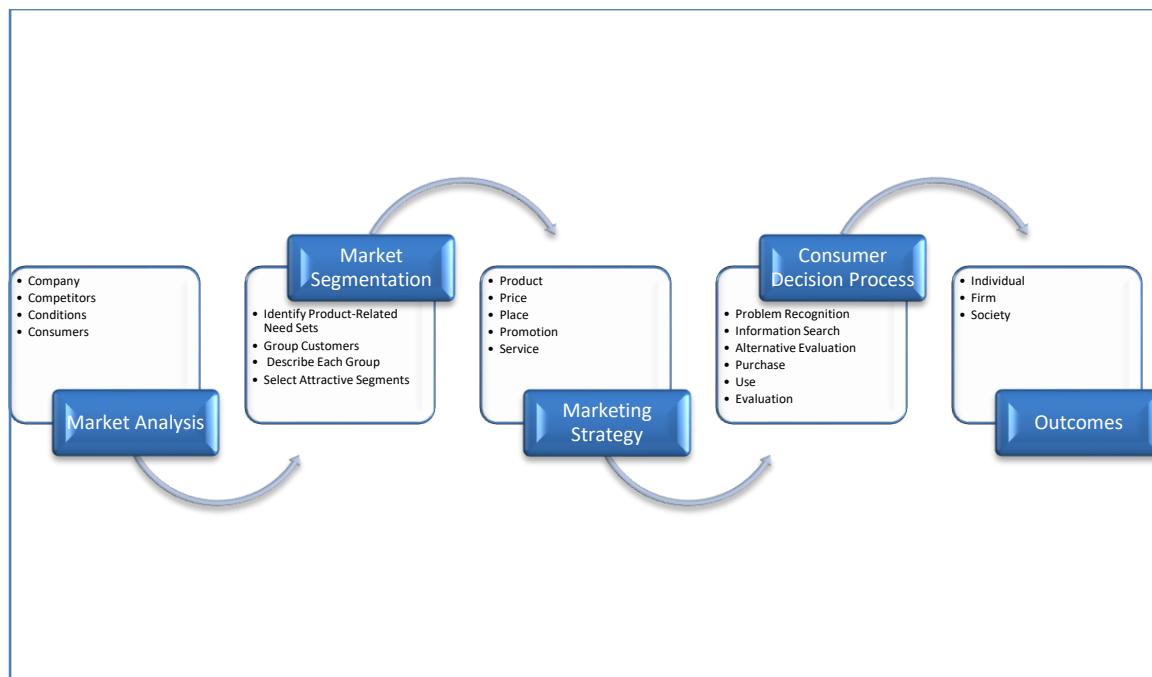 • Company
• Competitors
• Conditions
• Consumers
Market Analysis
Market
Segmentation
• Identify Product-Related
Need Sets
• Group Customers
• Describe Each Group
• Select Attractive Segments
• Product
• Price
• Place
• Promotion
• Service
Marketing
Strategy
Consumer
Decision Process
• Problem Recognition
• Information Search
• Alternative Evaluation
• Purchase
• Use
• Evaluation
• Individual
• Firm
• Society
Outcomes